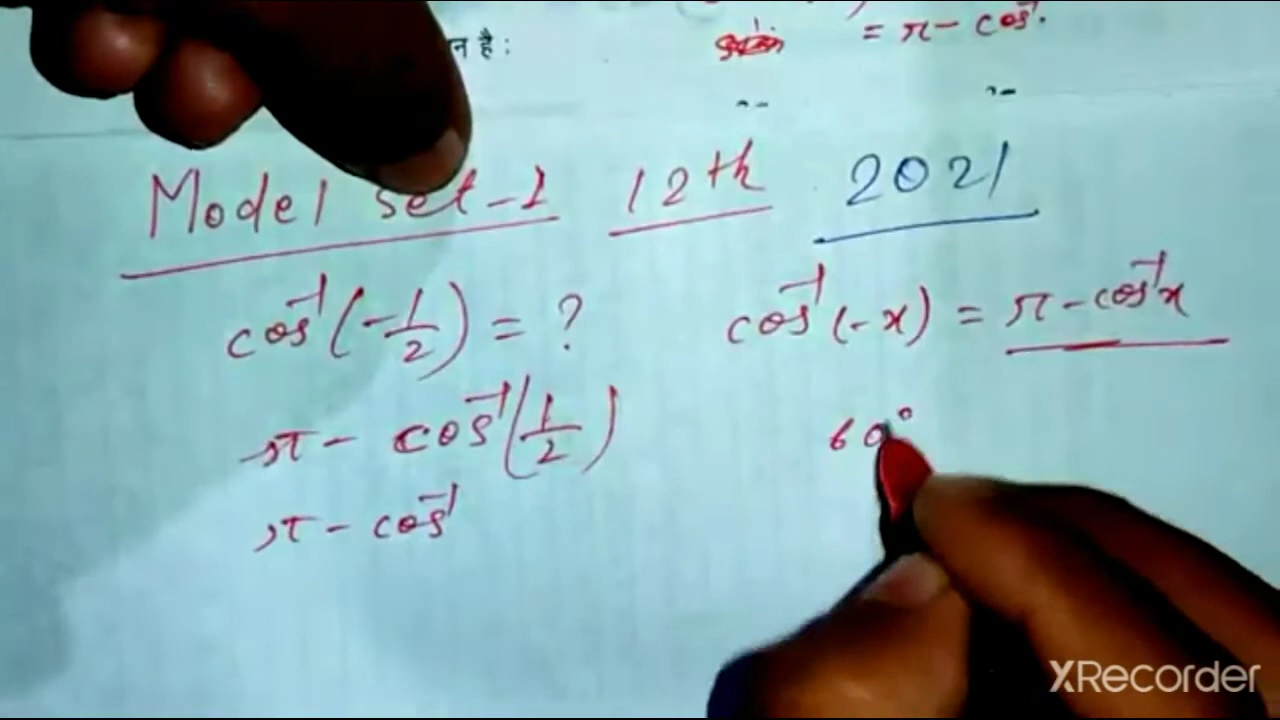 = π - cos⁻¹.
है :
Model set-1 12th 2021
cos⁻¹(-1/2) = ?
cos⁻¹(-x) = π - cos⁻¹x
π - cos⁻¹(1/2)
60°
π - cos⁻¹
XRecorder